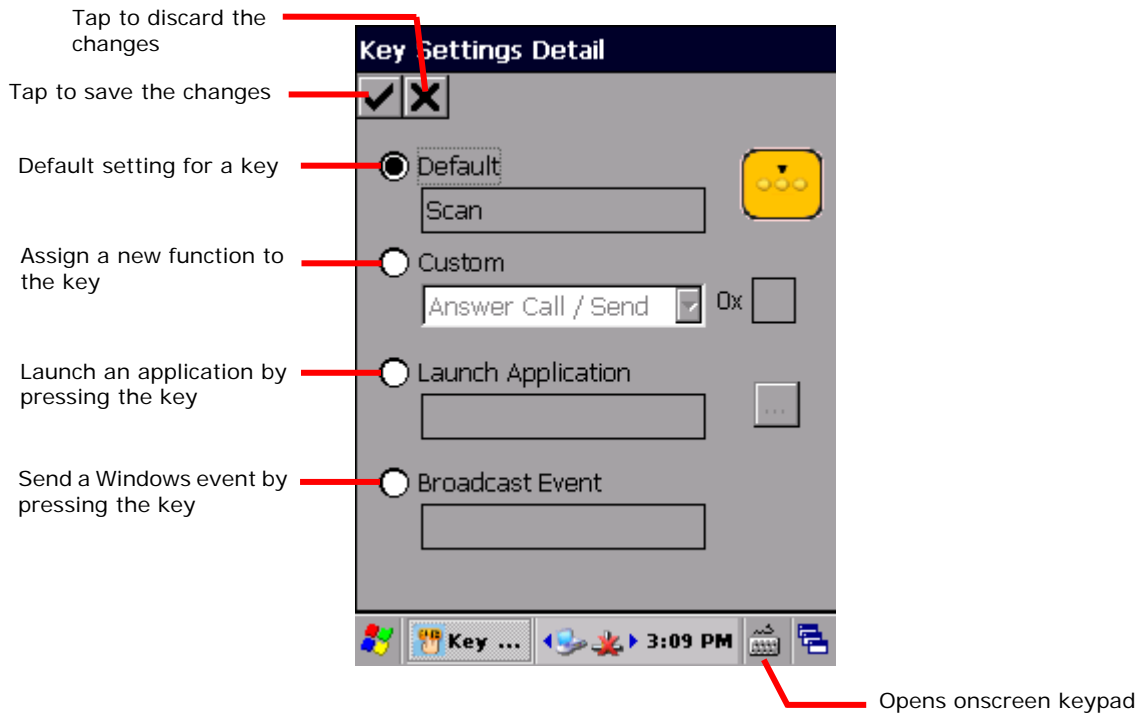 Tap to discard the
changes
Key Settings Detail
Tap to save the changes
Default setting for a key
Default
Scan
Assign a new function to
the key
Custom
Answer Call / Send
0x
Launch an application by
pressing the key
Launch Application
...
Send a Windows event by
pressing the key
Broadcast Event
Key ...
3:09 PM
Opens onscreen keypad